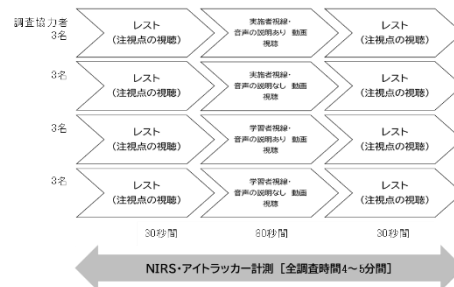 調査協力者
3名
レスト
(注視点の視聴)
実施者視線・
音声の説明あり 動画
視聴
レスト
(注視点の視聴)
3名
レスト
(注視点の視聴)
実施者視線・
音声の説明なし 動画
視聴
レスト
(注視点の視聴)
3名
レスト
(注視点の視聴)
学習者視線・
音声の説明あり 動画
視聴
レスト
(注視点の視聴)
3名
レスト
(注視点の視聴)
学習者視線・
音声の説明なし 動画
視聴
レスト
(注視点の視聴)
30秒間
60秒間
30秒間
NIRS・アイトラッカー計測［全調査時間4～5分間］